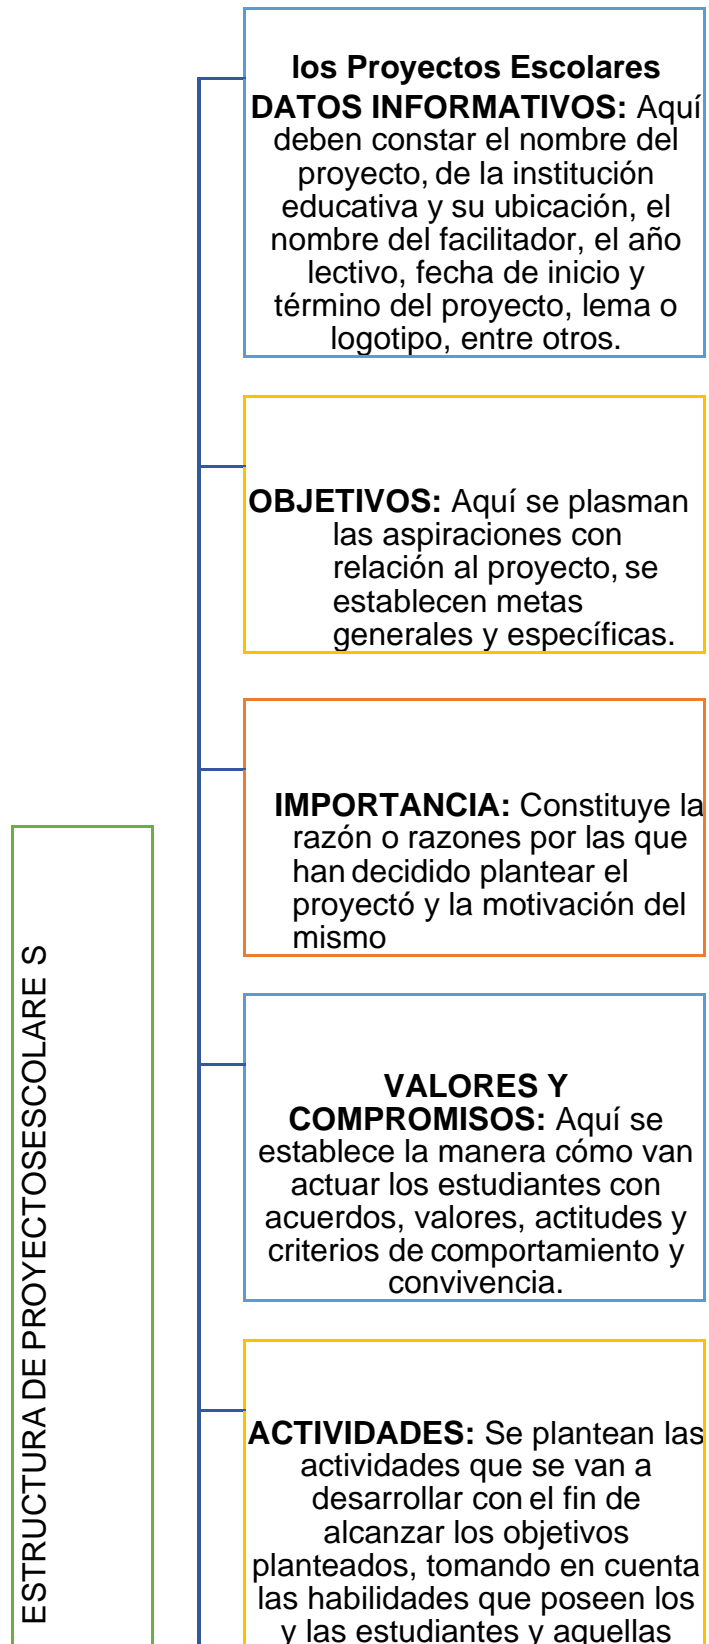 los Proyectos Escolares
DATOS INFORMATIVOS: Aquí
deben constar el nombre del
proyecto, de la institución
educativa y su ubicación, el
nombre del facilitador, el año
lectivo, fecha de inicio y
término del proyecto, lema o
logotipo, entre otros.
OBJETIVOS: Aquí se plasman
las aspiraciones con
relación al proyecto, se
establecen metas
generales y específicas.
IMPORTANCIA: Constituye la
razón o razones por las que
han decidido plantear el
proyectó y la motivación del
mismo
VALORES Y
COMPROMISOS: Aquí se
establece la manera cómo van
actuar los estudiantes con
acuerdos, valores, actitudes y
criterios de comportamiento y
convivencia.
ACTIVIDADES: Se plantean las
actividades que se van a
desarrollar con el fin de
alcanzar los objetivos
planteados, tomando en cuenta
las habilidades que poseen los
y las estudiantes y aquellas
ESTRUCTURA DE PROYECTOSESCOLARE S